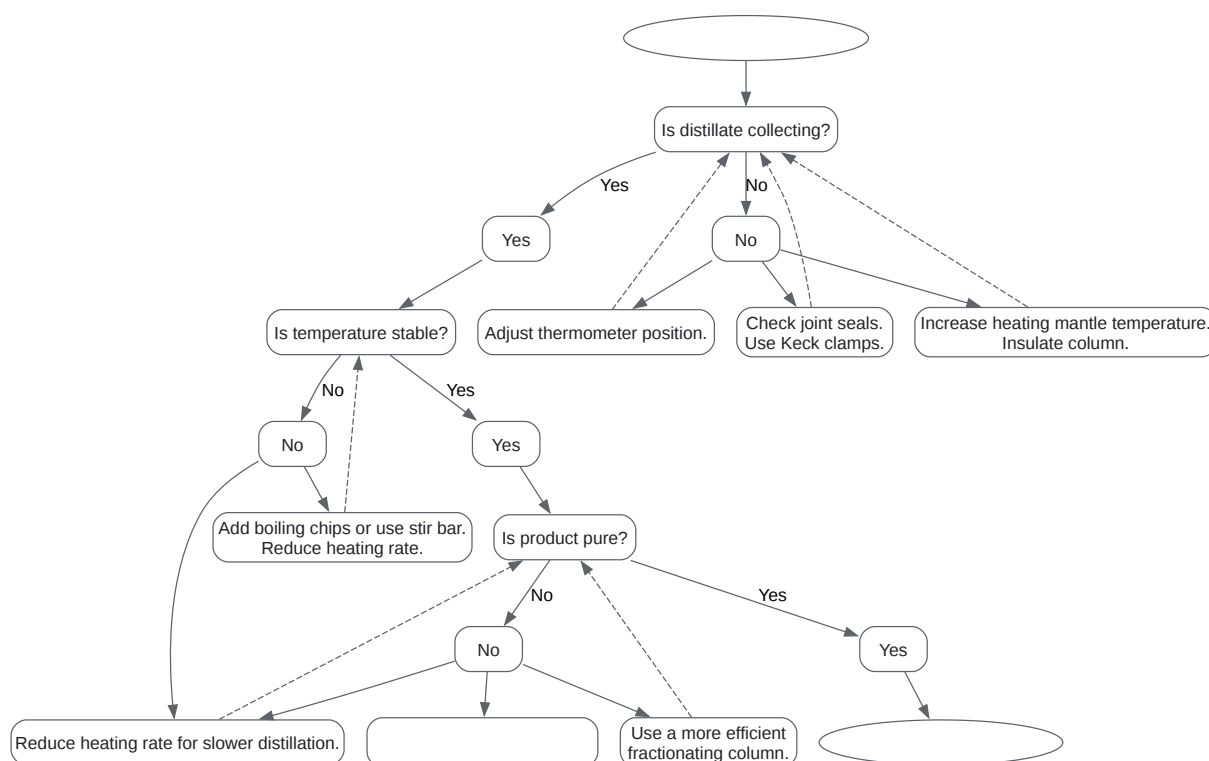 Is distillate collecting?
Yes
No
Yes
No
Is temperature stable?
Adjust thermometer position.
Check joint seals.
Use Keck clamps.
Increase heating mantle temperature.
Insulate column.
No
Yes
No
Yes
Add boiling chips or use stir bar.
Reduce heating rate.
Is product pure?
No
Yes
No
Yes
Reduce heating rate for slower distillation.
Use a more efficient
fractionating column.